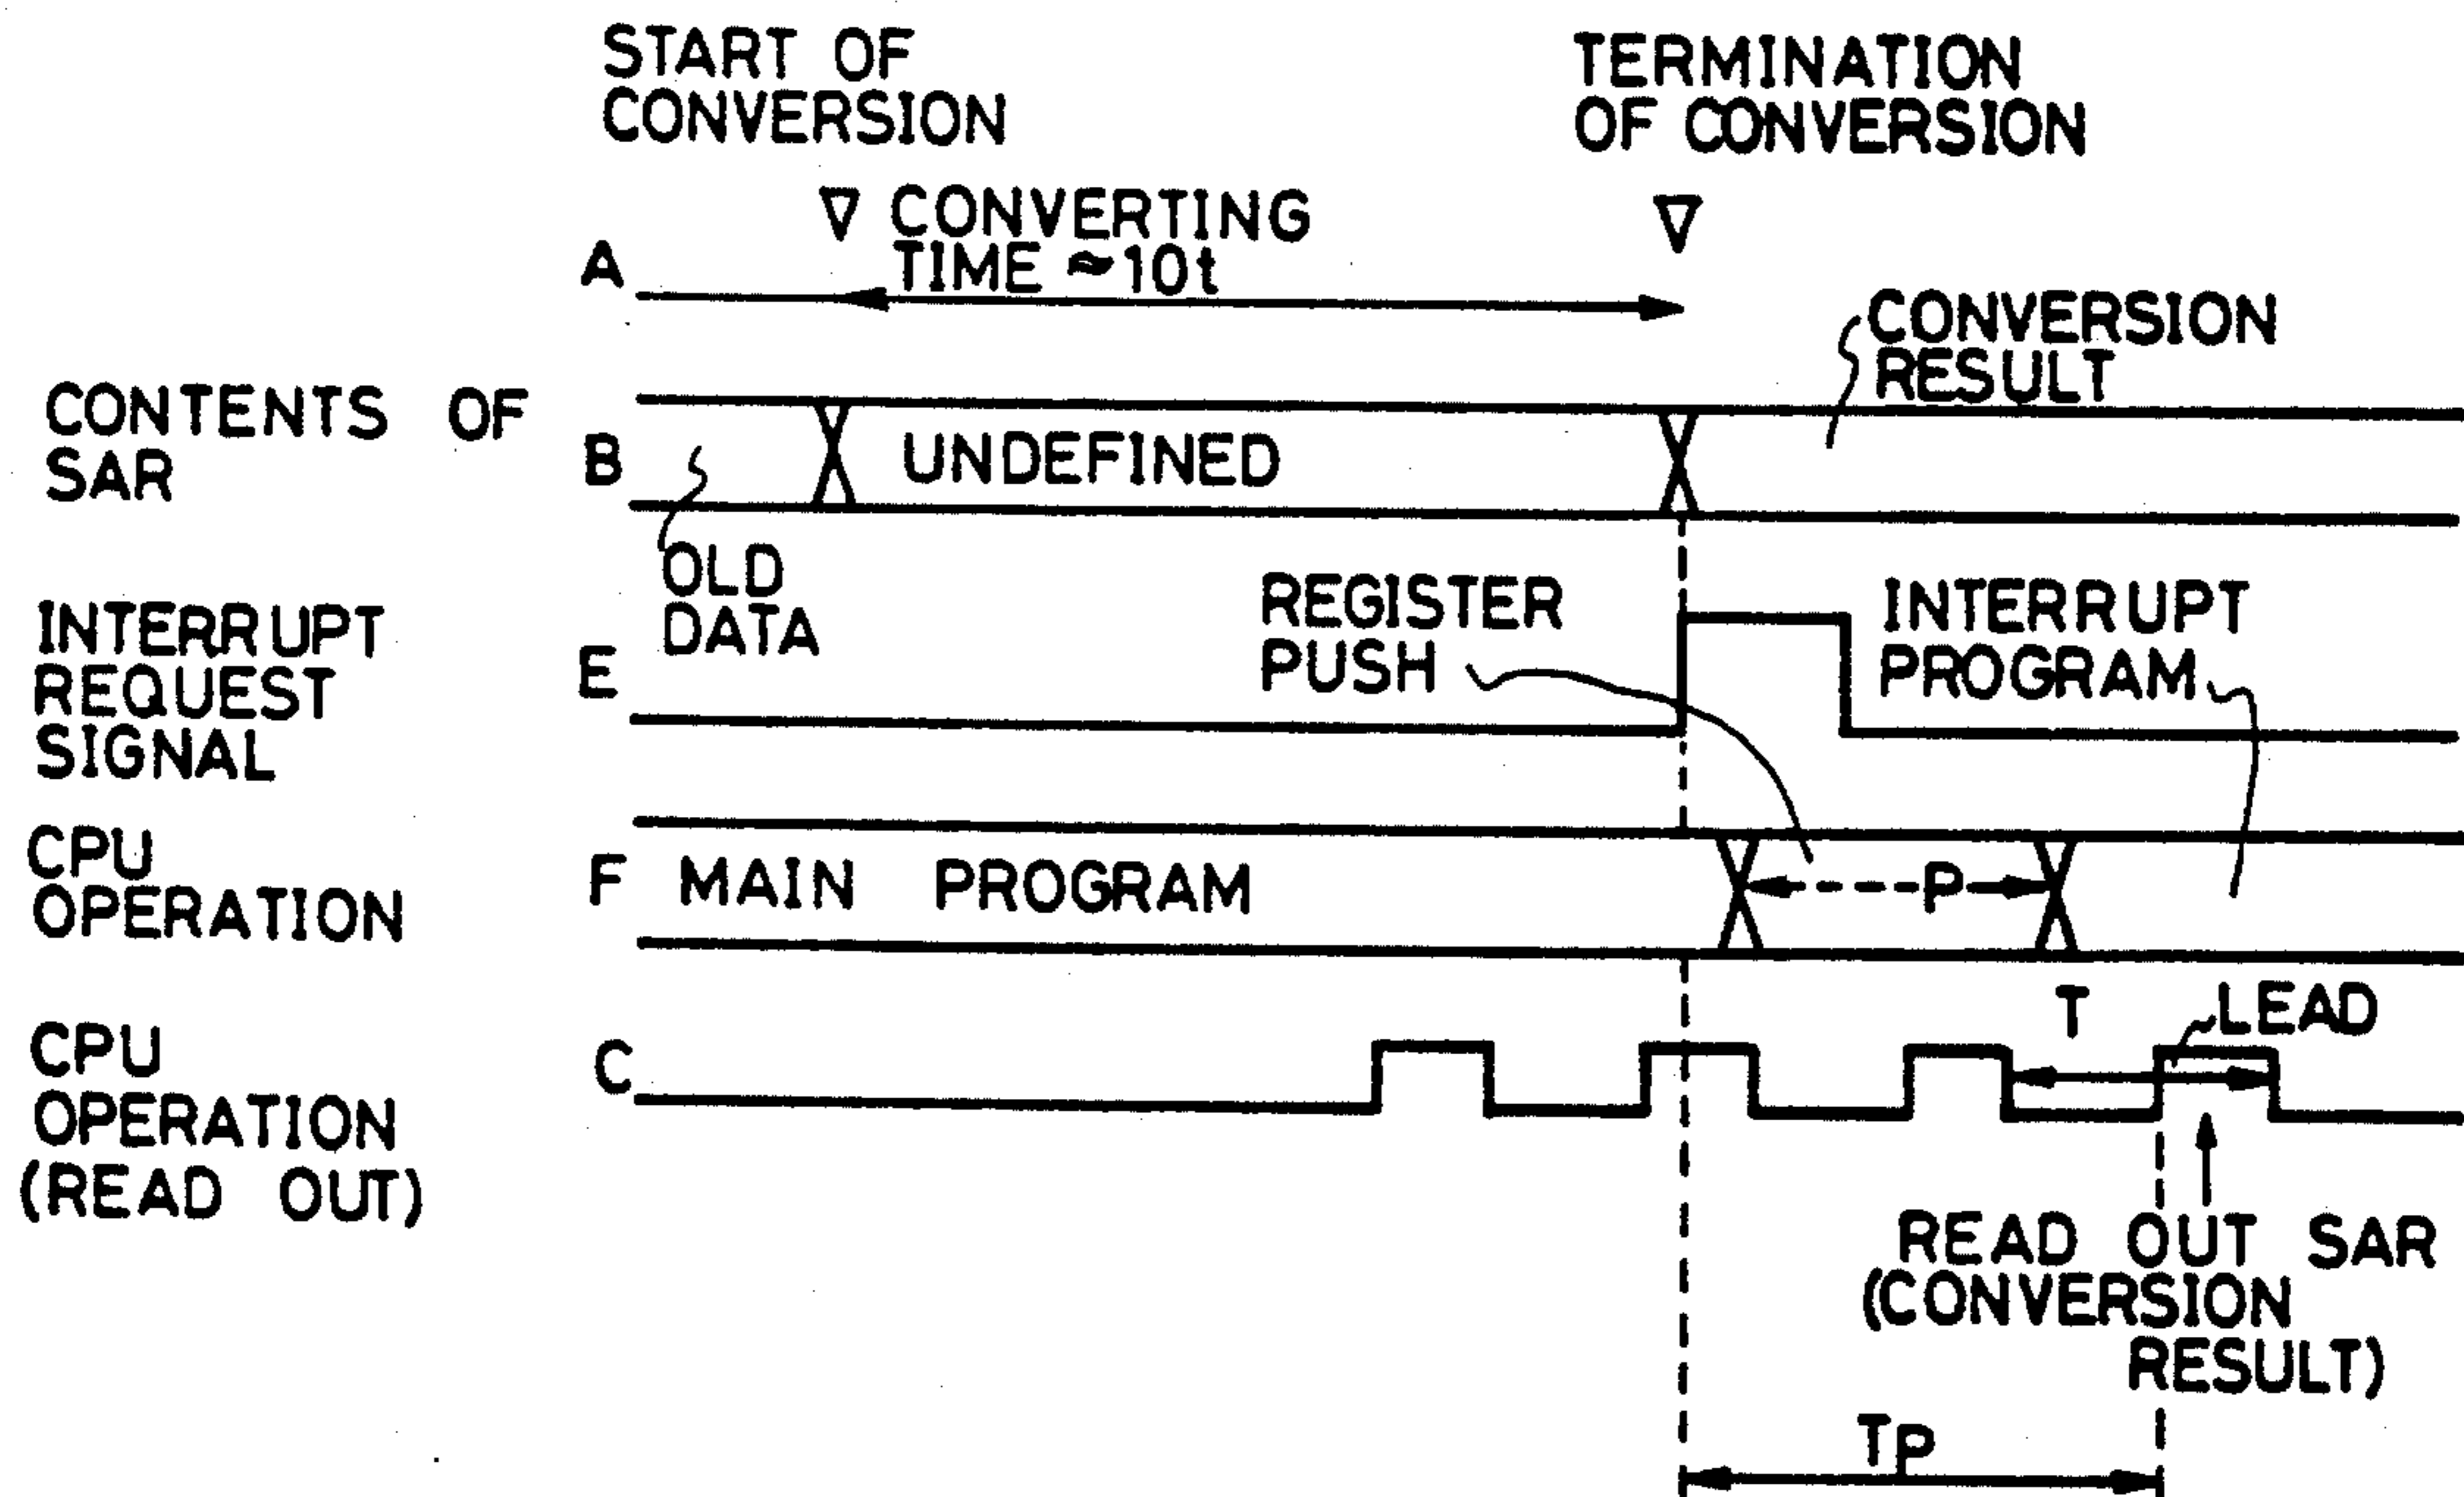 START OF
CONVERSION
TERMINATION
OF CONVERSION
CONVERTING
TIME ≈10t
A
CONVERSION
RESULT
CONTENTS OF
SAR
B
UNDEFINED
OLD
DATA
INTERRUPT
REQUEST
SIGNAL
E
REGISTER
PUSH
INTERRUPT
PROGRAM
CPU
OPERATION
F
MAIN PROGRAM
P
CPU
OPERATION
(READ OUT)
C
T
LEAD
READ OUT SAR
(CONVERSION
RESULT)
TP